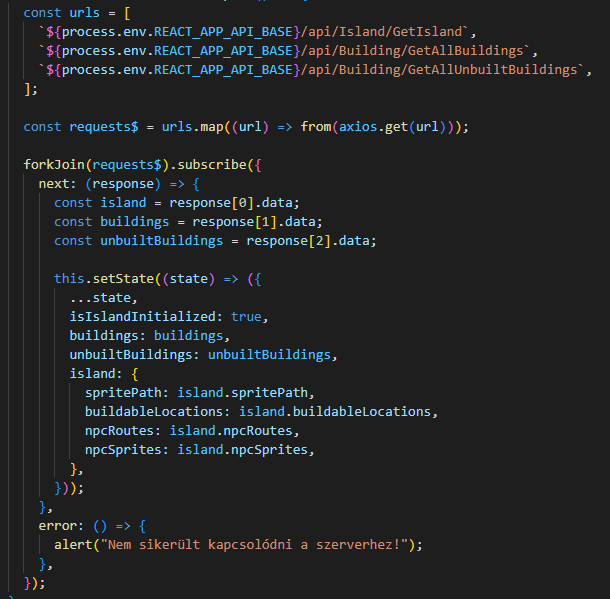 const urls = [
`${process.env.REACT_APP_API_BASE}/api/Island/GetIsland`,
`${process.env.REACT_APP_API_BASE}/api/Building/GetAllBuildings`,
`${process.env.REACT_APP_API_BASE}/api/Building/GetAllUnbuiltBuildings`,
];
const requests$ = urls.map((url) => from(axios.get(url)));
forkJoin(requests$).subscribe({
next: (response) => {
const island = response[0].data;
const buildings = response[1].data;
const unbuiltBuildings = response[2].data;
this.setState((state) => ({
...state,
isIslandInitialized: true,
buildings: buildings,
unbuiltBuildings: unbuiltBuildings,
island: {
spritePath: island.spritePath,
buildableLocations: island.buildableLocations,
npcRoutes: island.npcRoutes,
npcSprites: island.npcSprites,
},
}));
},
error: () => {
alert("Nem sikerült kapcsolódni a szerverhez!");
},
});